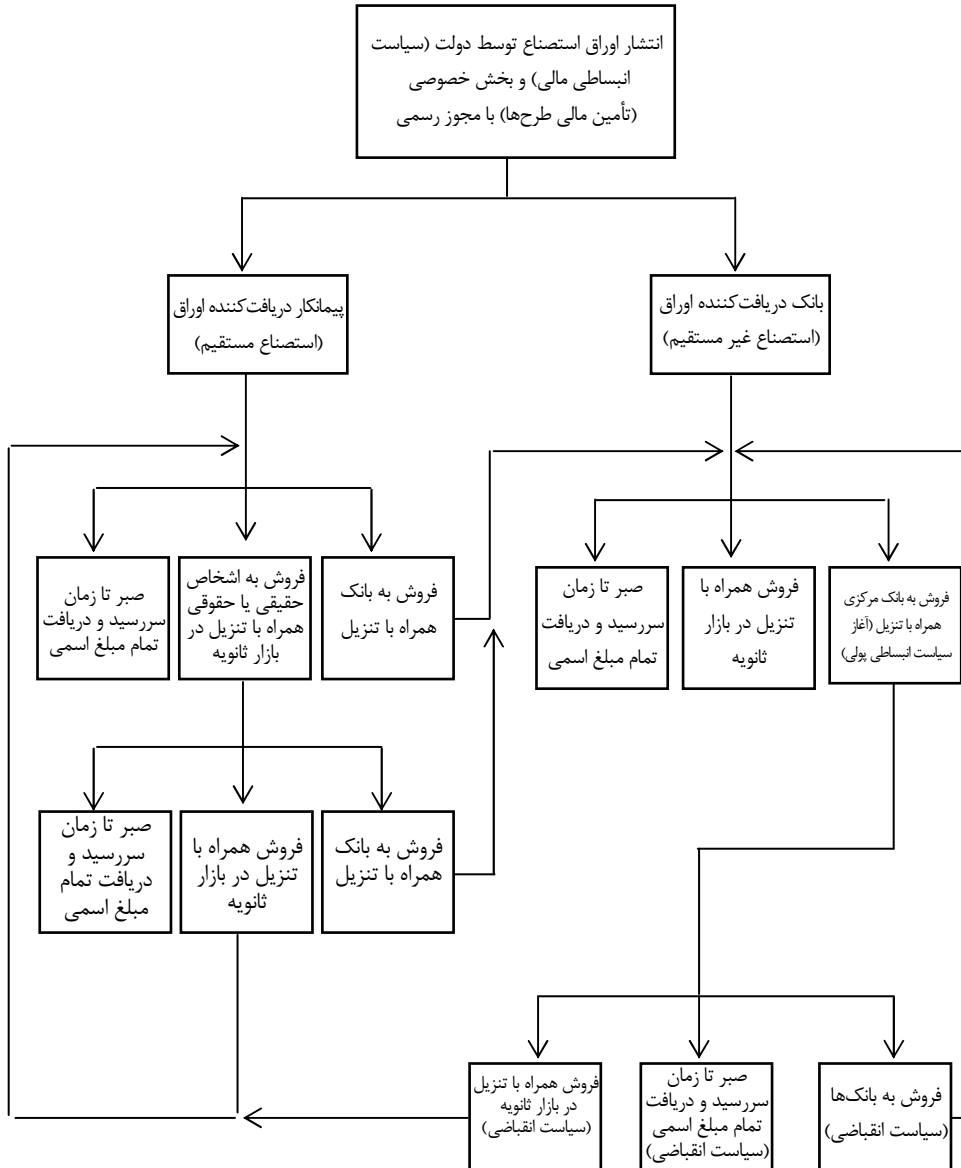 انتشار اوراق استصناع توسط دولت (سیاست
انبساطی مالی) و بخش خصوصی
(تأمین مالی طرح‌ها) با مجوز رسمی
بانک دریافت‌کننده اوراق
(استصناع غیر مستقیم)
پیمانکار دریافت‌کننده اوراق
(استصناع مستقیم)
فروش به بانک مرکزی
همراه با تنزیل (آغاز
سیاست انبساطی پولی)
فروش همراه با
تنزیل در بازار
ثانویه
صبر تا زمان
سررسید و دریافت
تمام مبلغ اسمی
فروش به بانک
همراه با تنزیل
فروش به اشخاص
حقیقی یا حقوقی
همراه با تنزیل در
بازار ثانویه
صبر تا زمان
سررسید و دریافت
تمام مبلغ اسمی
فروش به بانک
همراه با تنزیل
فروش همراه با
تنزیل در بازار
ثانویه
صبر تا زمان
سررسید و
دریافت تمام
مبلغ اسمی
فروش به بانک‌ها
(سیاست انقباضی)
صبر تا زمان
سررسید و دریافت
تمام مبلغ اسمی
(سیاست انقباضی)
فروش همراه با تنزیل
در بازار ثانویه
(سیاست انقباضی)